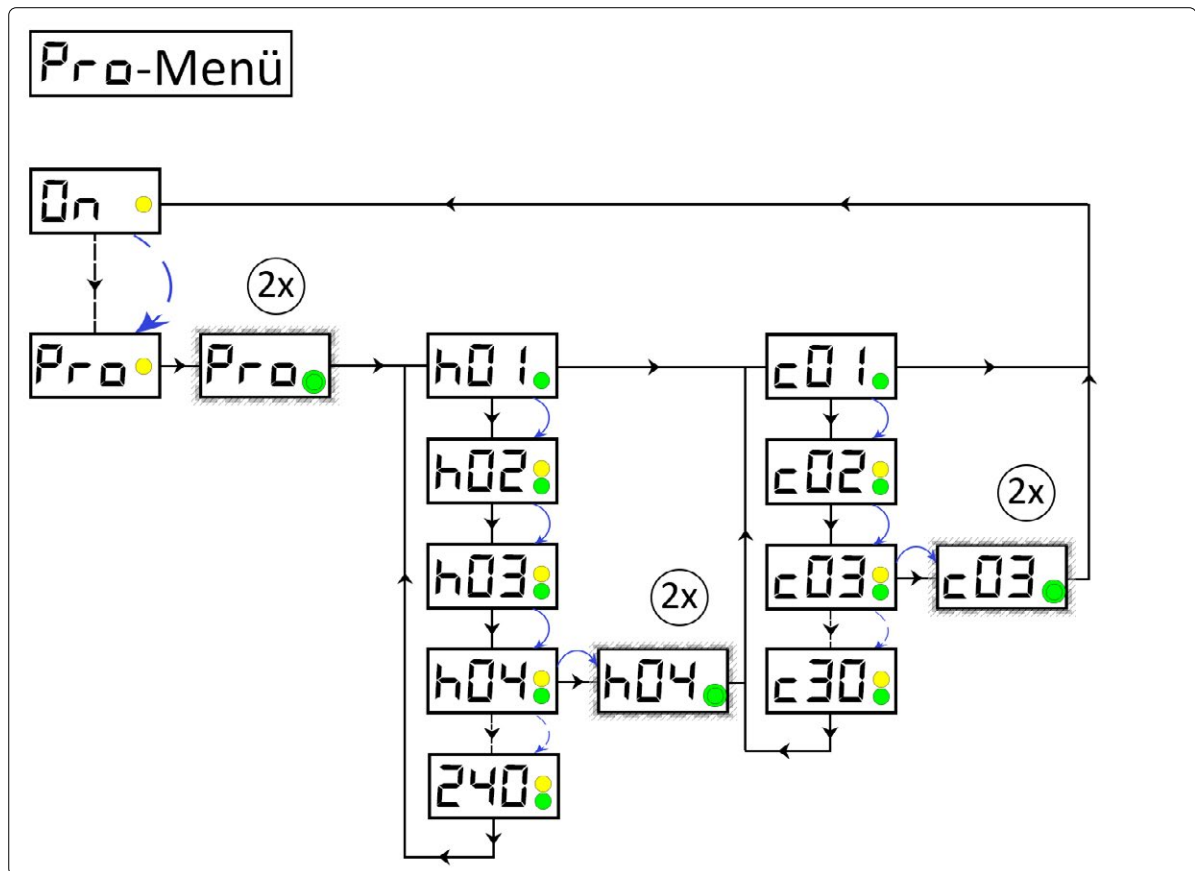 Pro-Menü
On
2x
Pro
Pro
h01
c01
h02
c02
2x
h03
c03
c03
2x
h04
h04
c30
240